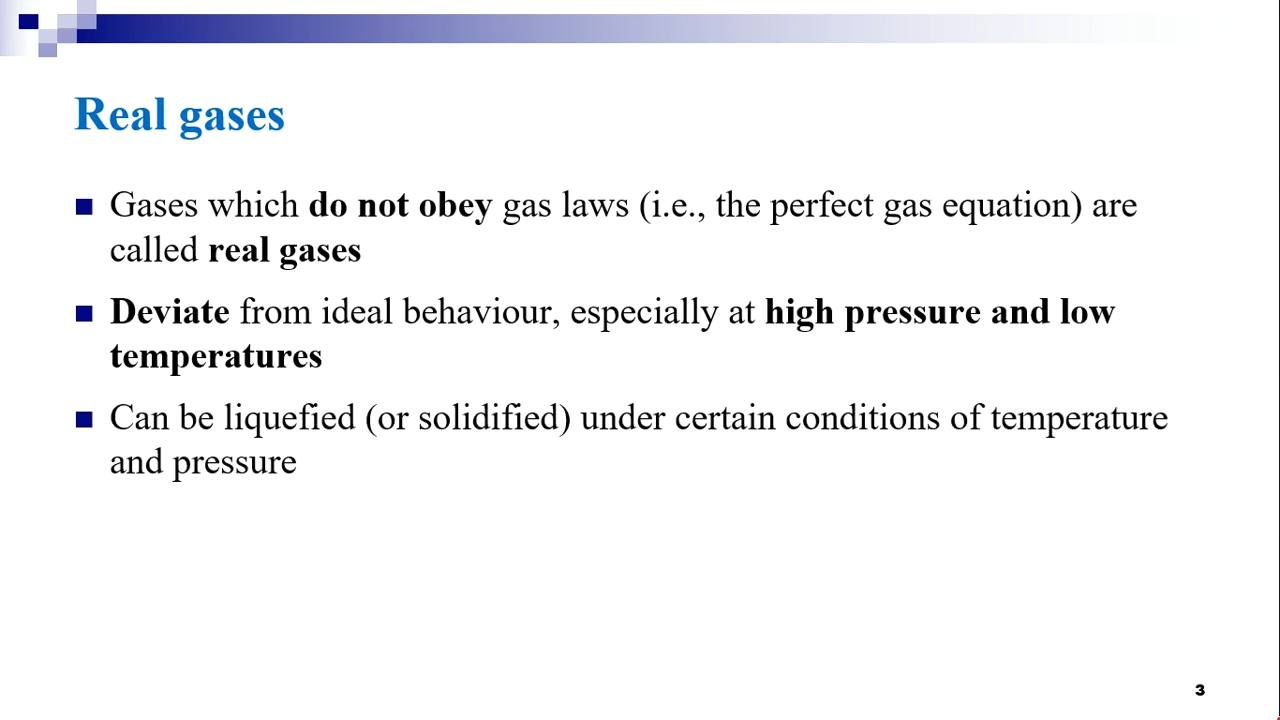 Real gases
Gases which do not obey gas laws (i.e., the perfect gas equation) are
called real gases
Deviate from ideal behaviour, especially at high pressure and low
temperatures
Can be liquefied (or solidified) under certain conditions of temperature
and pressure
3